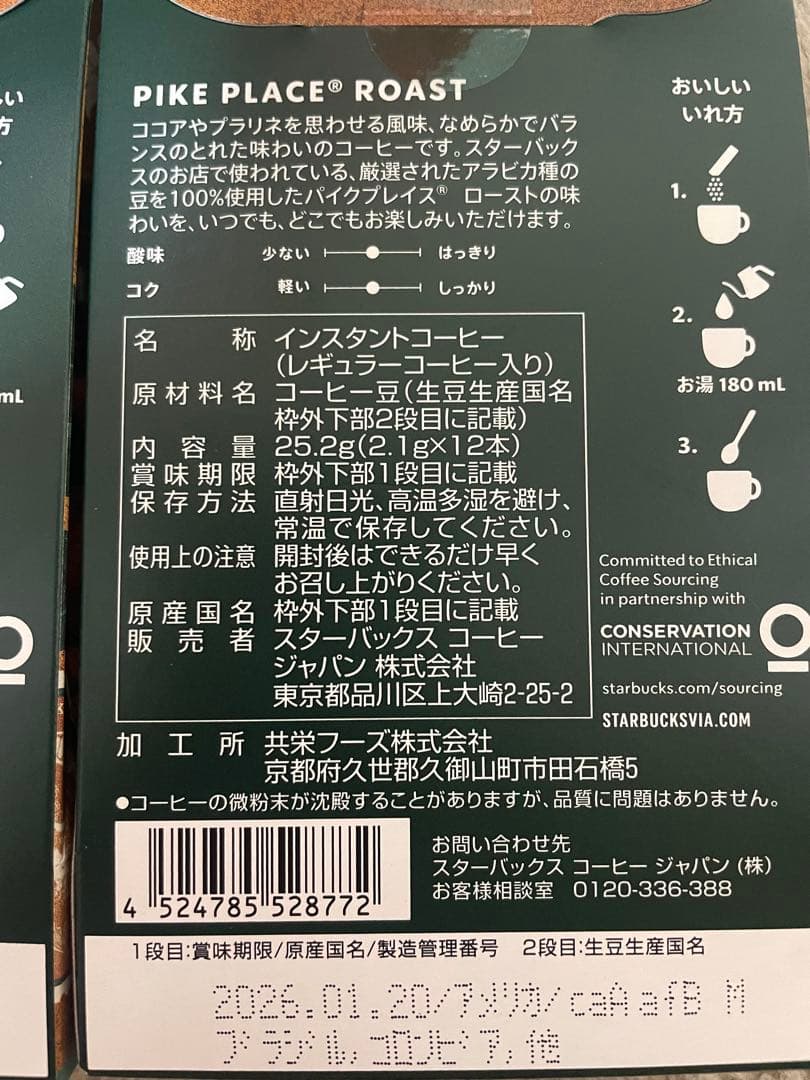 PIKE PLACE® ROAST
ココアやプラリネを思わせる風味、なめらかでバラ
ンスのとれた味わいのコーヒーです。スターバック
スのお店で使われている、厳選されたアラビカ種の
豆を100%使用したパイクプレイス® ローストの味
わいを、いつでも、どこでもお楽しみいただけます。
酸味 少ない はっきり
コク 軽い しっかり
おいしい
いれ方
1.
2.
お湯 180 mL
3.
名称 インスタントコーヒー
(レギュラーコーヒー入り)
原材料名 コーヒー豆(生豆生産国名
枠外下部2段目に記載)
内容量 25.2g(2.1g×12本)
賞味期限 枠外下部1段目に記載
保存方法 直射日光、高温多湿を避け、
常温で保存してください。
使用上の注意 開封後はできるだけ早く
お召し上がりください。
原産国名 枠外下部1段目に記載
販売者 スターバックス コーヒー
ジャパン 株式会社
東京都品川区上大崎2-25-2
Committed to Ethical
Coffee Sourcing
in partnership with
CONSERVATION
INTERNATIONAL
starbucks.com/sourcing
STARBUCKSVIA.COM
加工所 共栄フーズ株式会社
京都府久世郡久御山町市田石橋5
●コーヒーの微粉末が沈殿することがありますが、品質に問題はありません。
4 524785 528772
お問い合わせ先
スターバックス コーヒー ジャパン (株)
お客様相談室 0120-336-388
1段目:賞味期限/原産国名/製造管理番号 2段目:生豆生産国名
2026.01.20/アメリカ/caA afB M
ブラジル,コロンビア,他
い
方
mL